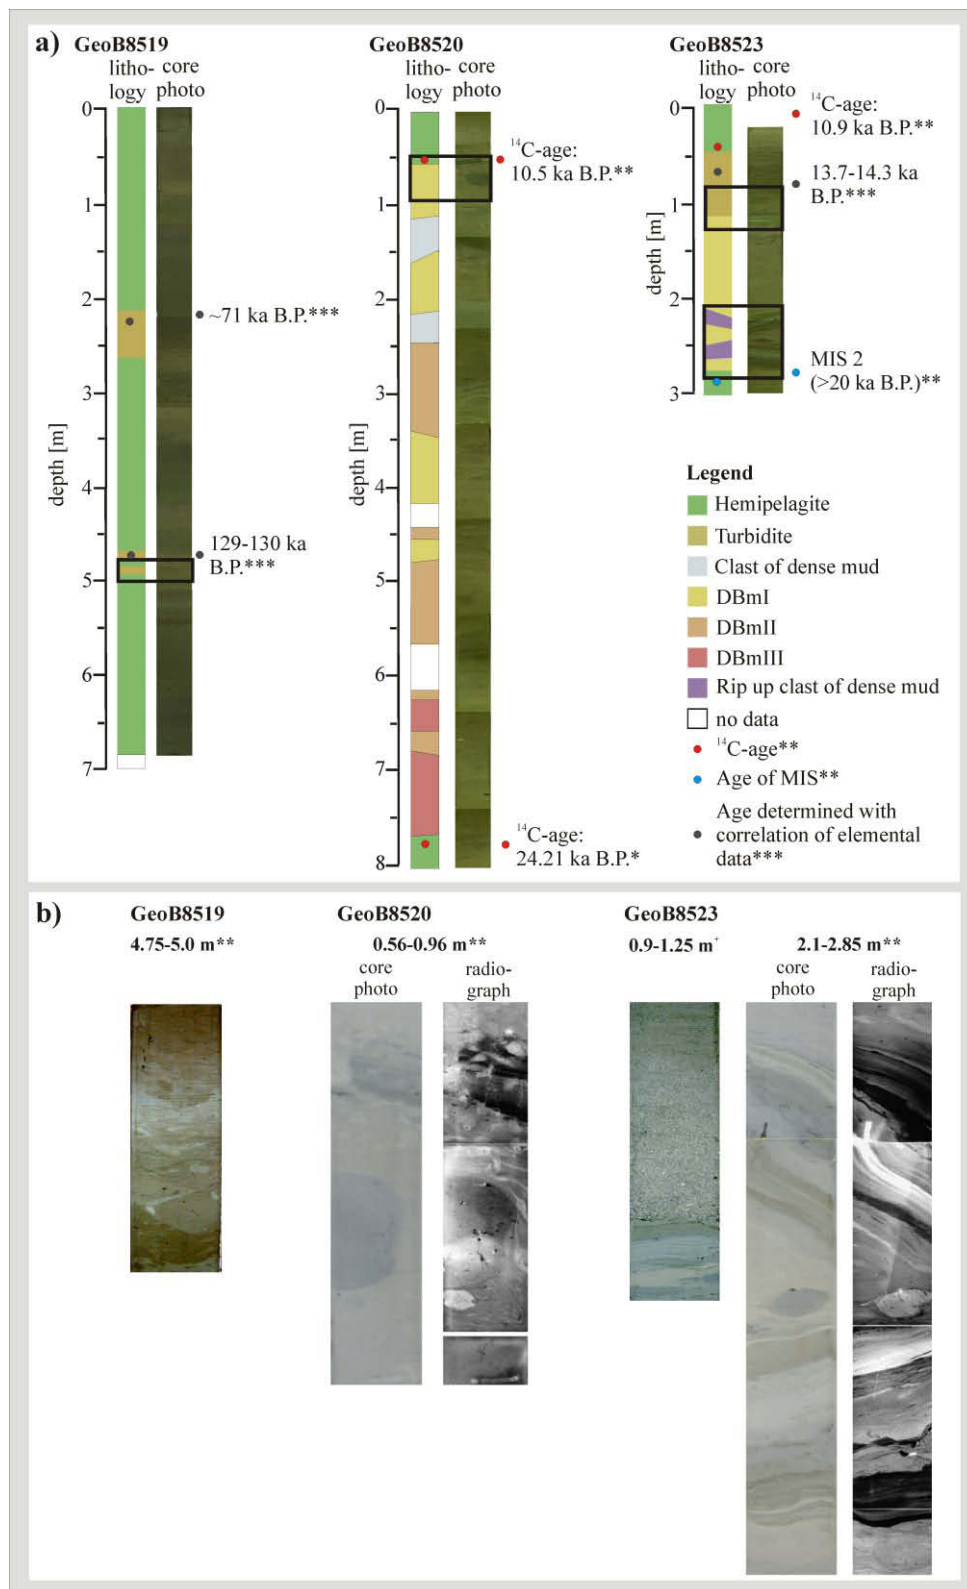 a)
GeoB8519
litho-
logy
core
photo
depth [m]
0
1
2
3
4
5
6
7
~71 ka B.P.***
129-130 ka
B.P.***
GeoB8520
litho-
logy
core
photo
depth [m]
0
1
2
3
4
5
6
7
8
14C-age:
10.5 ka B.P.**
14C-age:
24.21 ka B.P.*
GeoB8523
litho-
logy
core
photo
depth [m]
0
1
2
3
14C-age:
10.9 ka B.P.**
13.7-14.3 ka
B.P.***
MIS 2
(>20 ka B.P.)**
Legend
Hemipelagite
Turbidite
Clast of dense mud
DBmI
DBmII
DBmIII
Rip up clast of dense mud
no data
14C-age**
Age of MIS**
Age determined with
correlation of elemental
data***
b)
GeoB8519
4.75-5.0 m**
GeoB8520
0.56-0.96 m**
core
photo
radio-
graph
GeoB8523
0.9-1.25 m+
2.1-2.85 m**
core
photo
radio-
graph